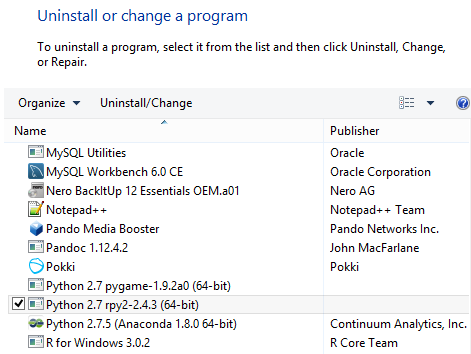 Uninstall or change a program
To uninstall a program, select it from the list and then click Uninstall, Change,
or Repair.
Organize Uninstall/Change
Name Publisher
MySQL Utilities Oracle
MySQL Workbench 6.0 CE Oracle Corporation
Nero BackItUp 12 Essentials OEM.a01 Nero AG
Notepad++ Notepad++ Team
Pando Media Booster Pando Networks Inc.
Pandoc 1.12.4.2 John MacFarlane
Pokki Pokki
Python 2.7 pygame-1.9.2a0 (64-bit)
Python 2.7 rpy2-2.4.3 (64-bit)
Python 2.7.5 (Anaconda 1.8.0 64-bit) Continuum Analytics, Inc.
R for Windows 3.0.2 R Core Team